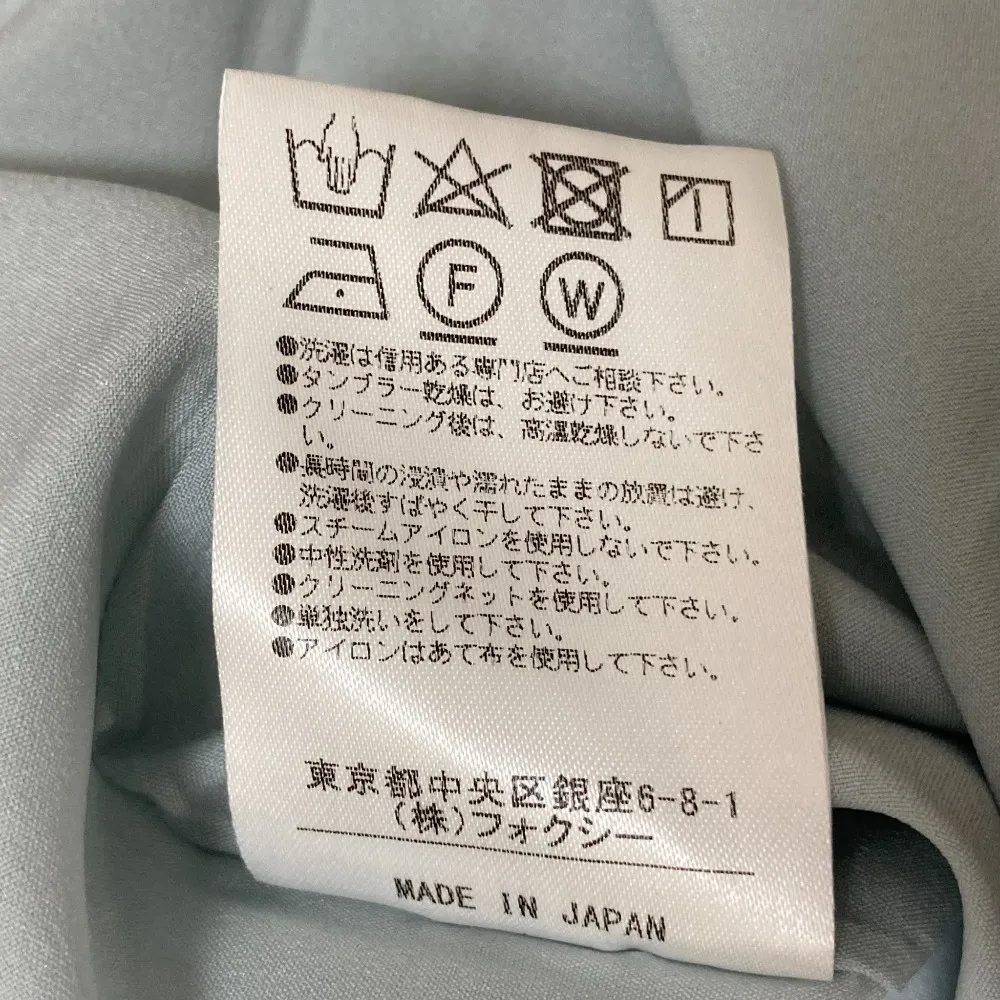 F W
●洗濯は信用ある専門店へご相談下さい。
●タンブラー乾燥は、お避け下さい。
●クリーニング後は、高温乾燥しないで下さ
い。
●長時間の浸漬や濡れたままの放置は避け、
洗濯後すばやく干して下さい。
●スチームアイロンを使用しないで下さい。
●中性洗剤を使用して下さい。
●クリーニングネットを使用して下さい。
●単独洗いをして下さい。
●アイロンはあて布を使用して下さい。
東京都中央区銀座6-8-1
(株)フォクシー
MADE IN JAPAN